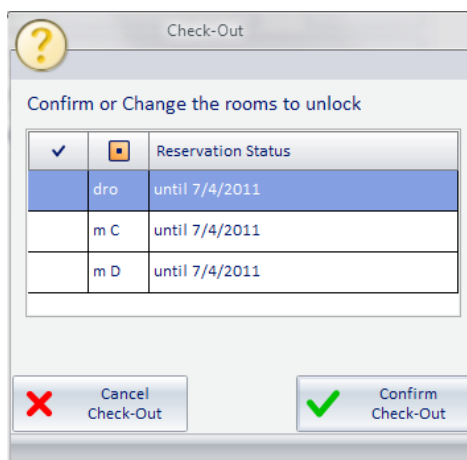 Check-Out
Confirm or Change the rooms to unlock
Reservation Status
dro until 7/4/2011
m C until 7/4/2011
m D until 7/4/2011
Cancel
Check-Out
Confirm
Check-Out